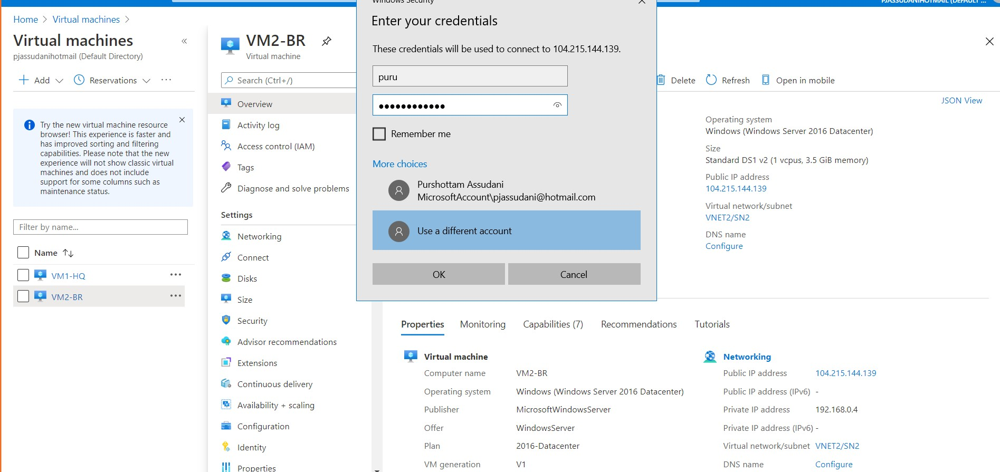 PJASSUDANIHOTMAIL (DEFAULT ...
Home > Virtual machines >
Virtual machines
«
pjassudanihotmail (Default Directory)
Add
Reservations
...
Try the new virtual machine resource
browser! This experience is faster and
has improved sorting and filtering
capabilities. Please note that the new
experience will not show classic virtual
machines and does not include
support for some columns such as
maintenance status.
Filter by name...
Name ↑↓
VM1-HQ ...
VM2-BR ...
VM2-BR
Virtual machine
Search (Ctrl+/)
Overview
Activity log
Access control (IAM)
Tags
Diagnose and solve problems
Settings
Networking
Connect
Disks
Size
Security
Advisor recommendations
Extensions
Continuous delivery
Availability + scaling
Configuration
Identity
Properties
Windows Security
Enter your credentials
These credentials will be used to connect to 104.215.144.139.
puru
●●●●●●●●●●●●
Remember me
More choices
Purshottam Assudani
MicrosoftAccount\pjassudani@hotmail.com
Use a different account
OK
Cancel
Delete
Refresh
Open in mobile
JSON View
Operating system
Windows (Windows Server 2016 Datacenter)
Size
Standard DS1 v2 (1 vcpus, 3.5 GiB memory)
Public IP address
104.215.144.139
Virtual network/subnet
VNET2/SN2
DNS name
Configure
Properties
Monitoring
Capabilities (7)
Recommendations
Tutorials
Virtual machine
Computer name VM2-BR
Operating system Windows (Windows Server 2016 Datacenter)
Publisher MicrosoftWindowsServer
Offer WindowsServer
Plan 2016-Datacenter
VM generation V1
Networking
Public IP address 104.215.144.139
Public IP address (IPv6) -
Private IP address 192.168.0.4
Private IP address (IPv6) -
Virtual network/subnet VNET2/SN2
DNS name Configure